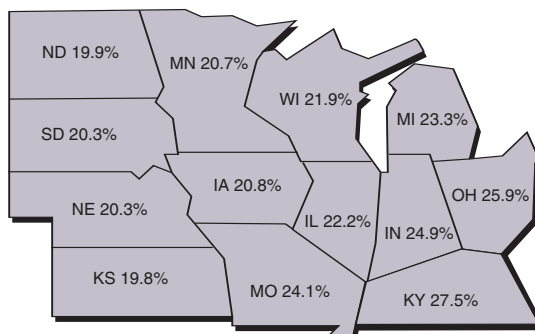 ND 19.9%
MN 20.7%
WI 21.9%
MI 23.3%
SD 20.3%
IA 20.8%
OH 25.9%
NE 20.3%
IL 22.2%
IN 24.9%
KS 19.8%
MO 24.1%
KY 27.5%